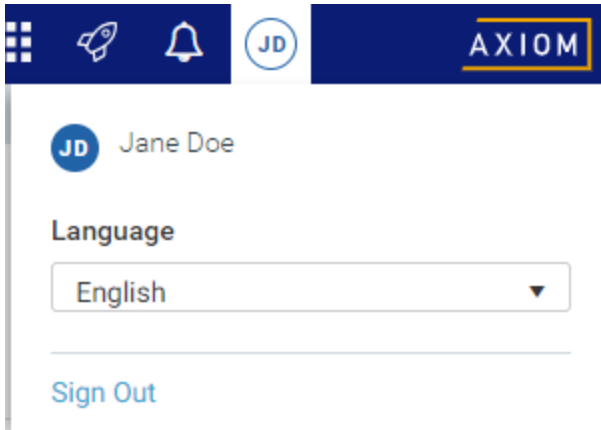 JD AXIOM
JD Jane Doe
Language
English
Sign Out